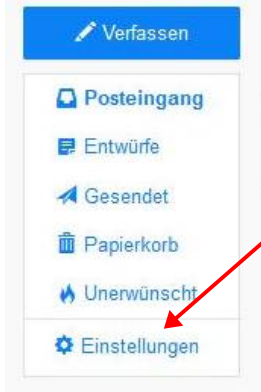 Verfassen
Posteingang
Entwürfe
Gesendet
Papierkorb
Unerwünscht
Einstellungen